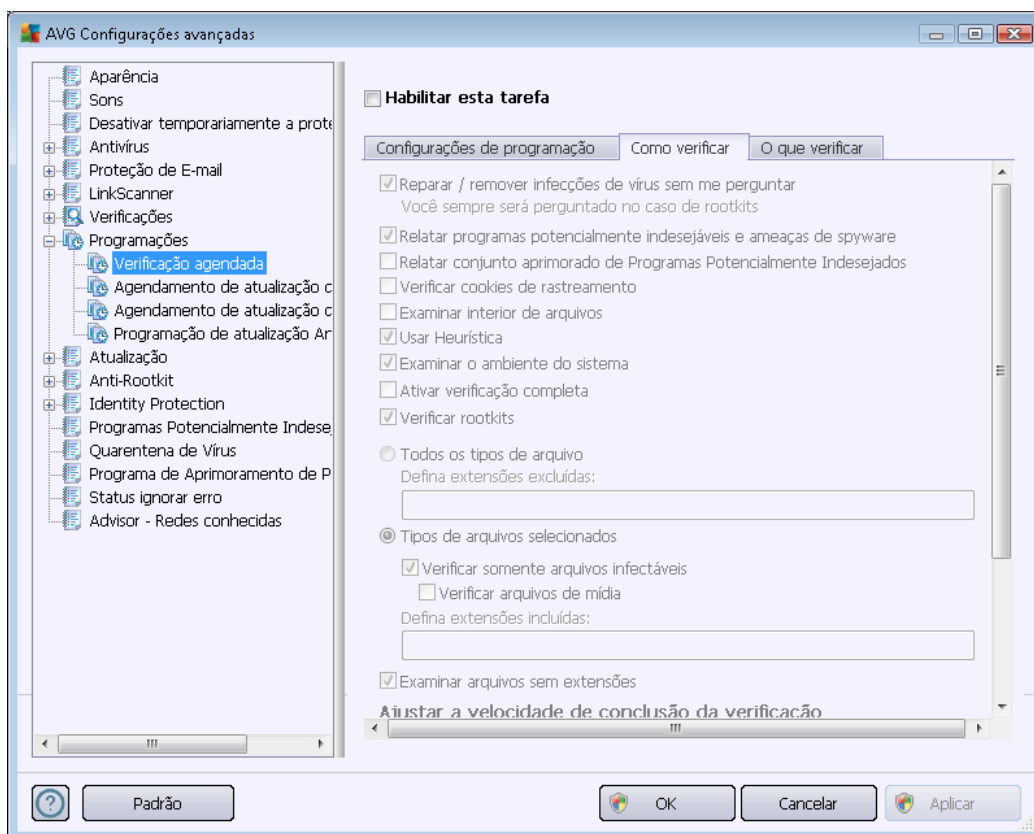 AVG Configurações avançadas
Aparência
Sons
Desativar temporariamente a prote
Antivírus
Proteção de E-mail
LinkScanner
Verificações
Programações
Verificação agendada
Agendamento de atualização c
Agendamento de atualização c
Programação de atualização An
Atualização
Anti-Rootkit
Identity Protection
Programas Potencialmente Indesej
Quarentena de Vírus
Programa de Aprimoramento de P
Status ignorar erro
Advisor - Redes conhecidas
Habilitar esta tarefa
Configurações de programação
Como verificar
O que verificar
Reparar / remover infecções de vírus sem me perguntar
Você sempre será perguntado no caso de rootkits
Relatar programas potencialmente indesejáveis e ameaças de spyware
Relatar conjunto aprimorado de Programas Potencialmente Indesejados
Verificar cookies de rastreamento
Examinar interior de arquivos
Usar Heurística
Examinar o ambiente do sistema
Ativar verificação completa
Verificar rootkits
Todos os tipos de arquivo
Defina extensões excluídas:
Tipos de arquivos selecionados
Verificar somente arquivos infectáveis
Verificar arquivos de mídia
Defina extensões incluídas:
Examinar arquivos sem extensões
Ajustar a velocidade de conclusão da verificação
Padrão
OK
Cancelar
Aplicar